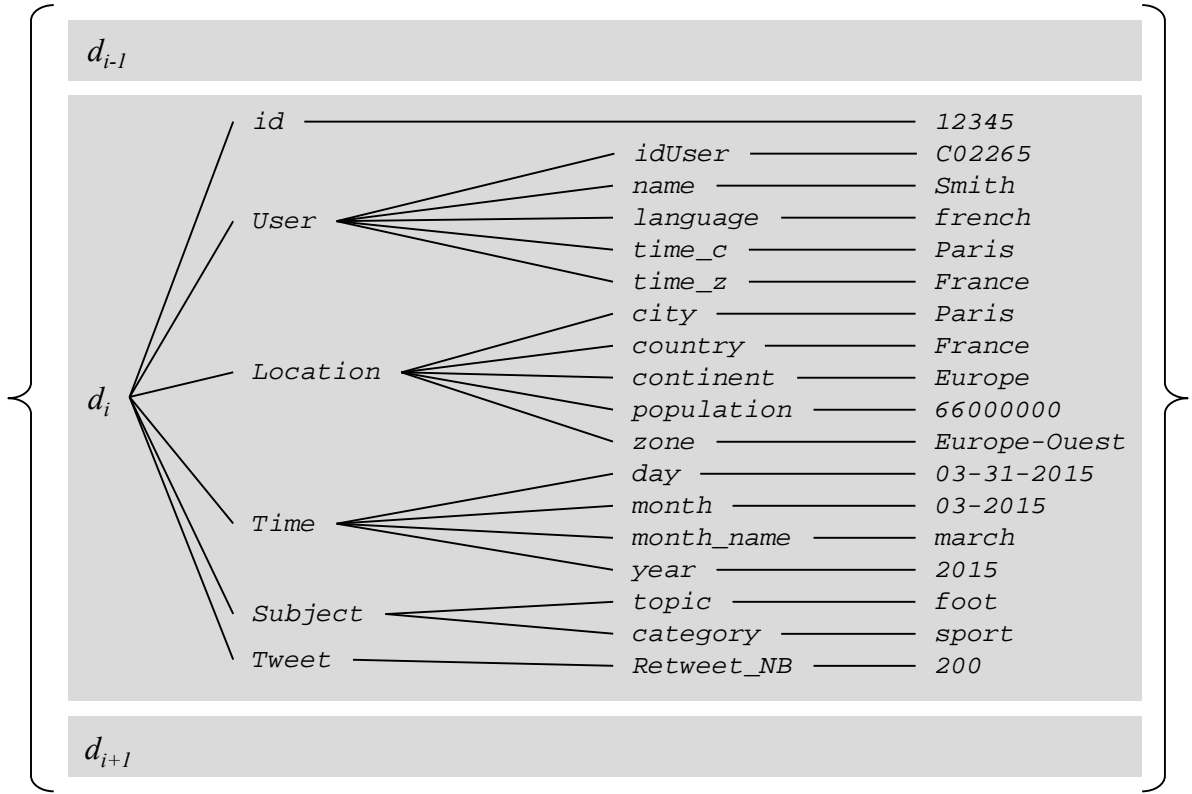 d_{i-1}
id 12345
idUser C02265
name Smith
User language french
time_c Paris
time_z France
city Paris
country France
Location continent Europe
d_i population 66000000
zone Europe-Ouest
day 03-31-2015
month 03-2015
Time month_name march
year 2015
topic foot
Subject category sport
Tweet Retweet_NB 200
d_{i+1}